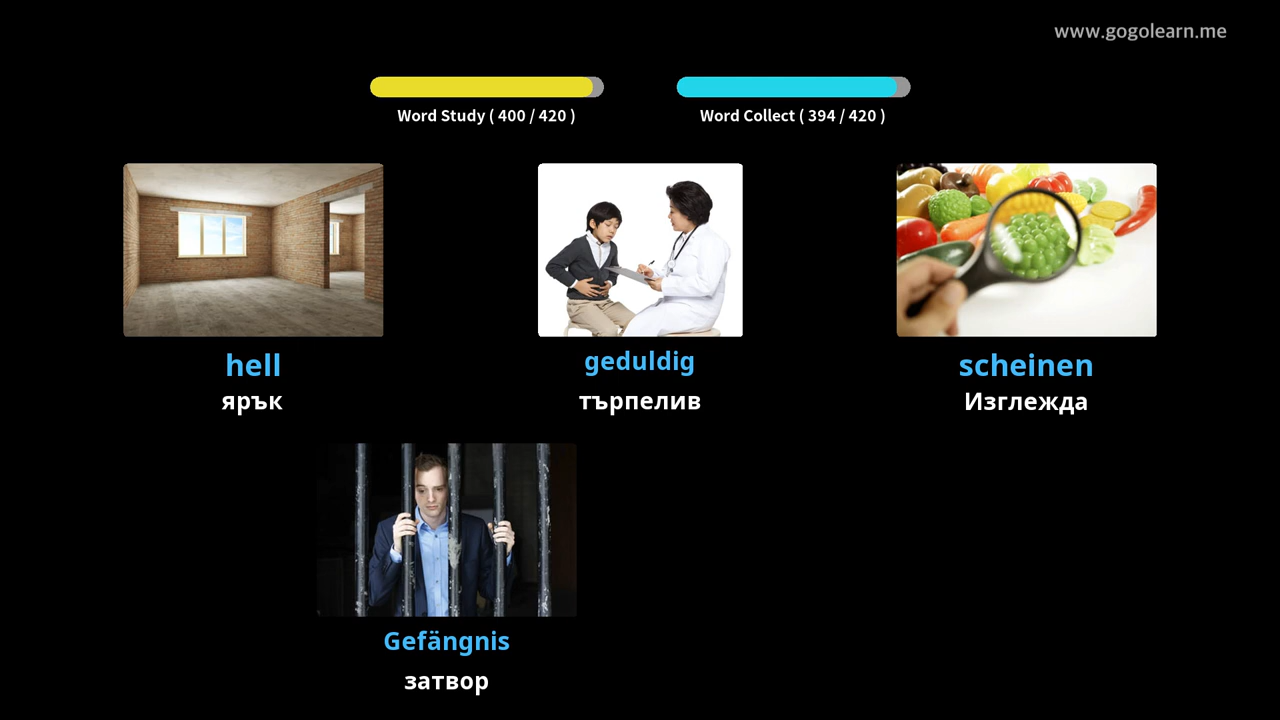 www.gogolearn.me
Word Study ( 400 / 420 )
Word Collect ( 394 / 420 )
hell
ярък
geduldig
търпелив
scheinen
Изглежда
Gefängnis
затвор